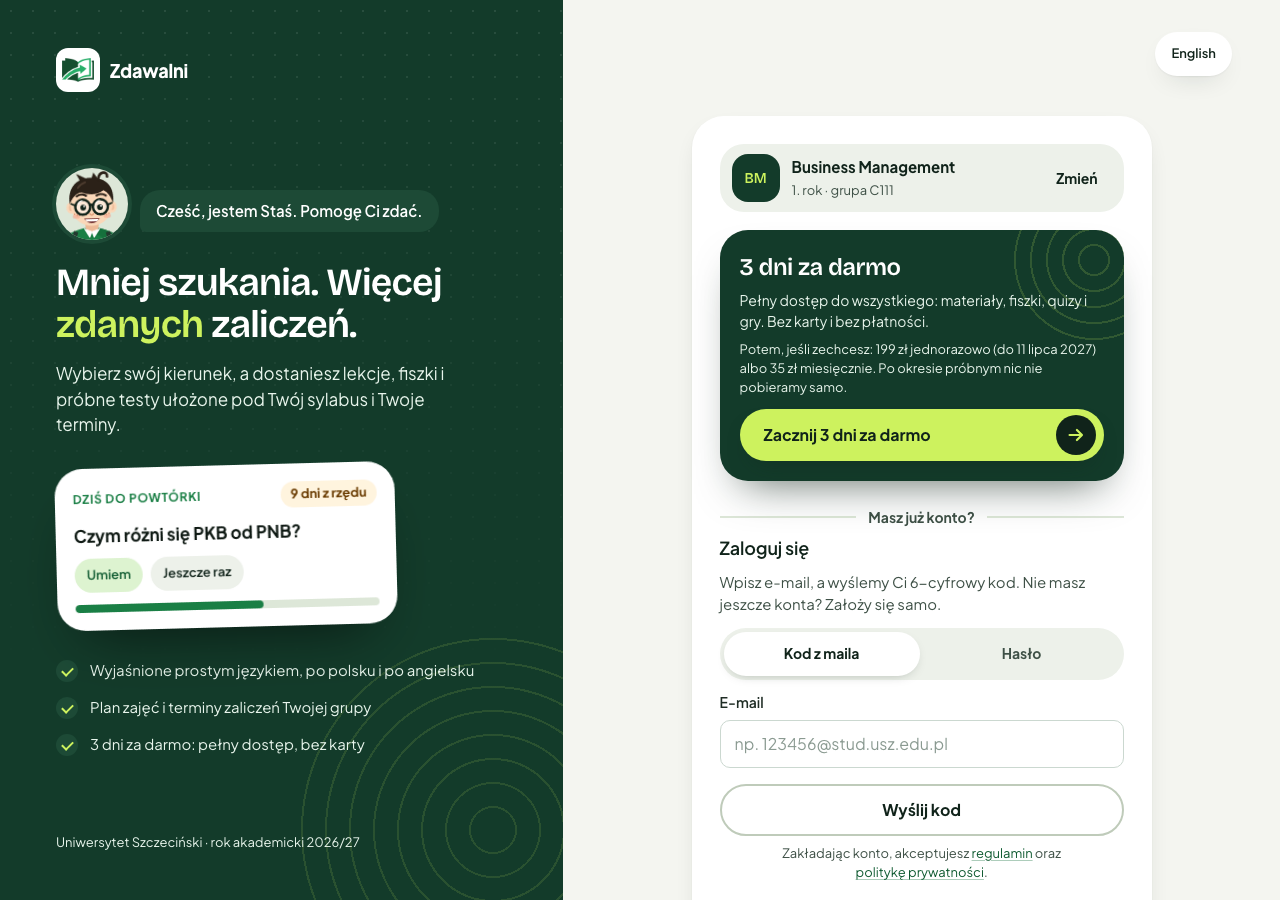 Zdawalni
Cześć, jestem Staś. Pomogę Ci zdać.
Mniej szukania. Więcej
zdanych zaliczeń.
Wybierz swój kierunek, a dostaniesz lekcje, fiszki i
próbne testy ułożone pod Twój sylabus i Twoje
terminy.
DZIŚ DO POWTÓRKI
9 dni z rzędu
Czym różni się PKB od PNB?
Umiem
Jeszcze raz
Wyjaśnione prostym językiem, po polsku i po angielsku
Plan zajęć i terminy zaliczeń Twojej grupy
3 dni za darmo: pełny dostęp, bez karty
Uniwersytet Szczeciński · rok akademicki 2026/27
English
BM
Business Management
1. rok · grupa C111
Zmień
3 dni za darmo
Pełny dostęp do wszystkiego: materiały, fiszki, quizy i
gry. Bez karty i bez płatności.
Potem, jeśli zechcesz: 199 zł jednorazowo (do 11 lipca 2027)
albo 35 zł miesięcznie. Po okresie próbnym nic nie
pobieramy samo.
Zacznij 3 dni za darmo
Masz już konto?
Zaloguj się
Wpisz e-mail, a wyślemy Ci 6-cyfrowy kod. Nie masz
jeszcze konta? Założy się samo.
Kod z maila
Hasło
E-mail
np. 123456@stud.usz.edu.pl
Wyślij kod
Zakładając konto, akceptujesz regulamin oraz
politykę prywatności.